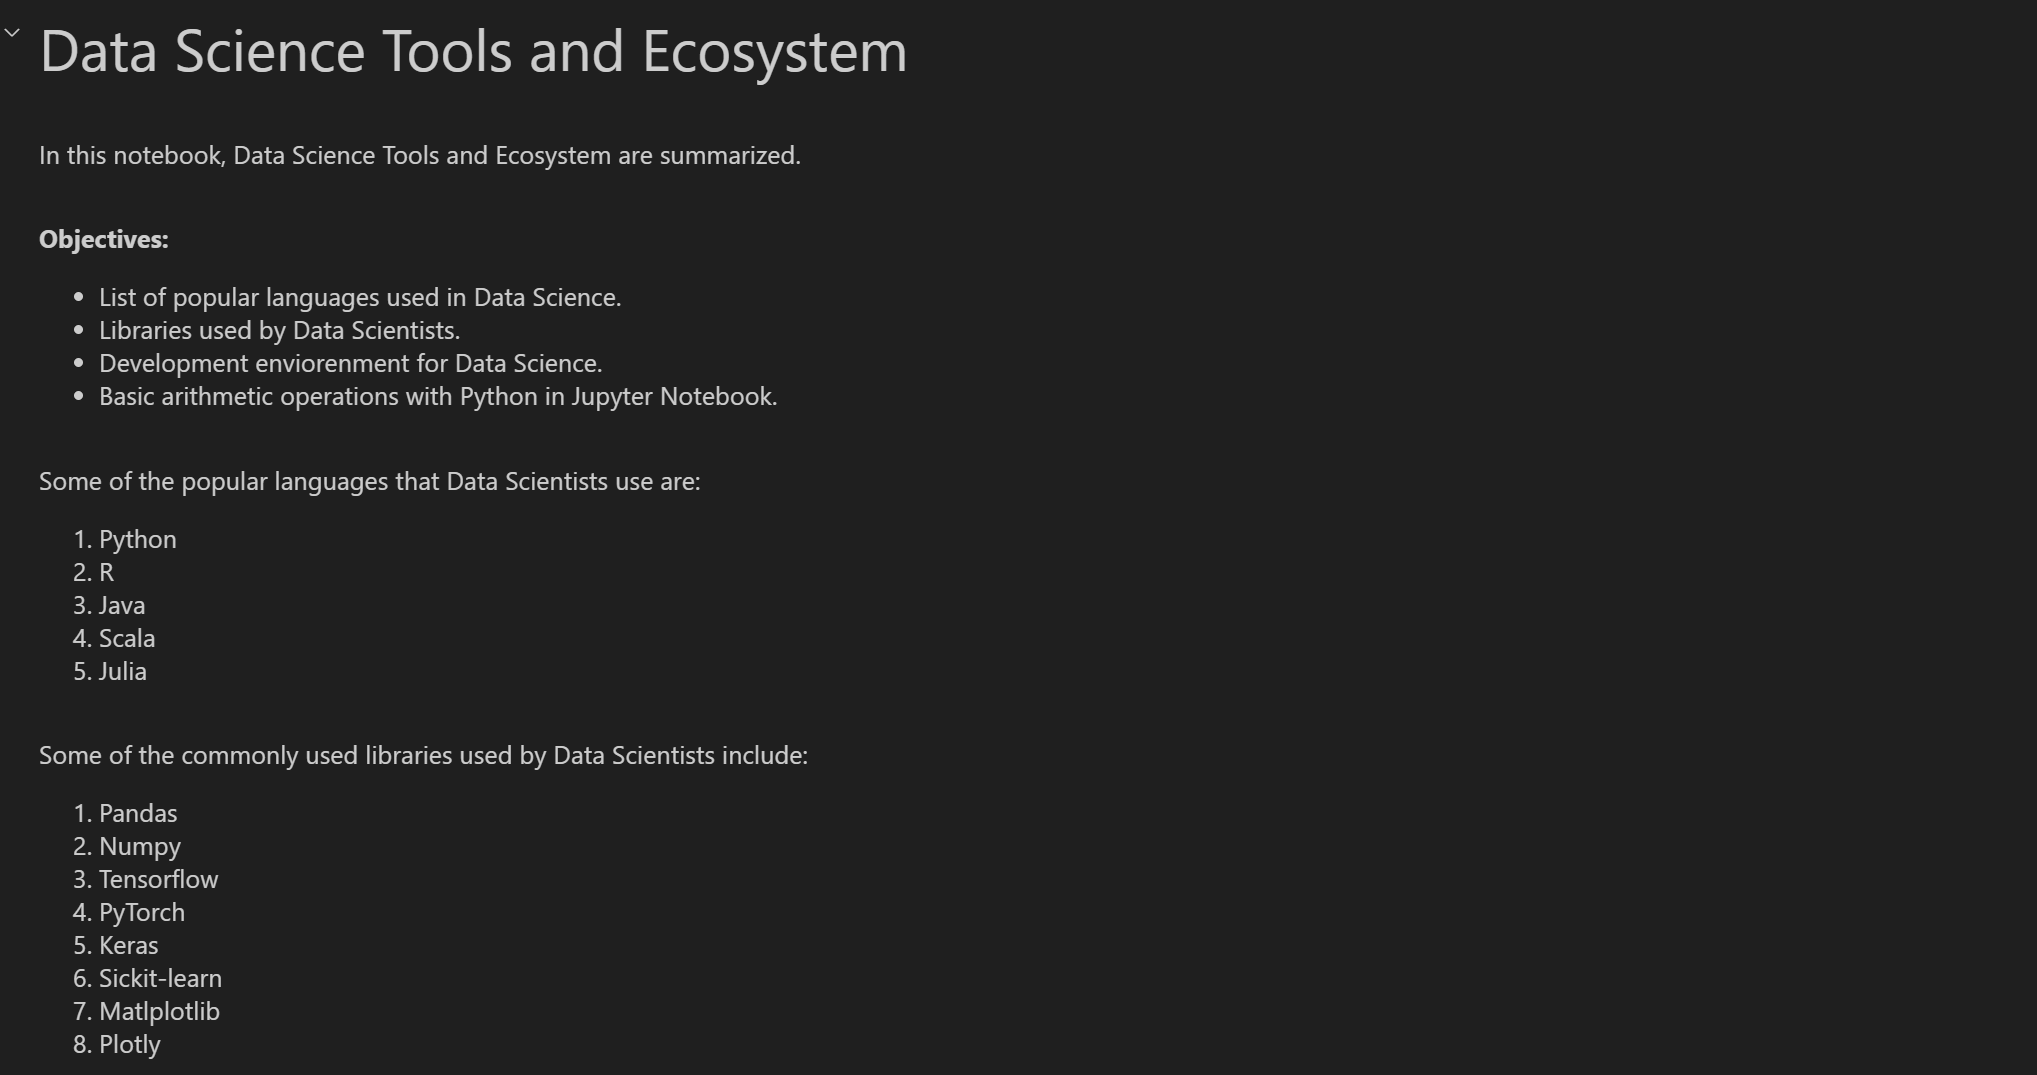 Data Science Tools and Ecosystem
In this notebook, Data Science Tools and Ecosystem are summarized.
Objectives:
• List of popular languages used in Data Science.
• Libraries used by Data Scientists.
• Development enviorenment for Data Science.
• Basic arithmetic operations with Python in Jupyter Notebook.
Some of the popular languages that Data Scientists use are:
1. Python
2. R
3. Java
4. Scala
5. Julia
Some of the commonly used libraries used by Data Scientists include:
1. Pandas
2. Numpy
3. Tensorflow
4. PyTorch
5. Keras
6. Sickit-learn
7. Matlplotlib
8. Plotly